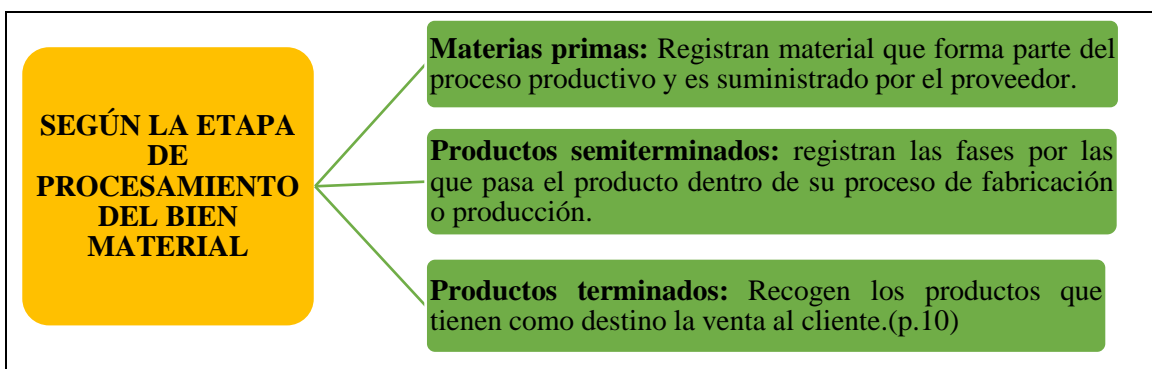 SEGÚN LA ETAPA
DE
PROCESAMIENTO
DEL BIEN
MATERIAL
Materias primas: Registran material que forma parte del
proceso productivo y es suministrado por el proveedor.
Productos semiterminados: registran las fases por las
que pasa el producto dentro de su proceso de fabricación
o producción.
Productos terminados: Recogen los productos que
tienen como destino la venta al cliente.(p.10)